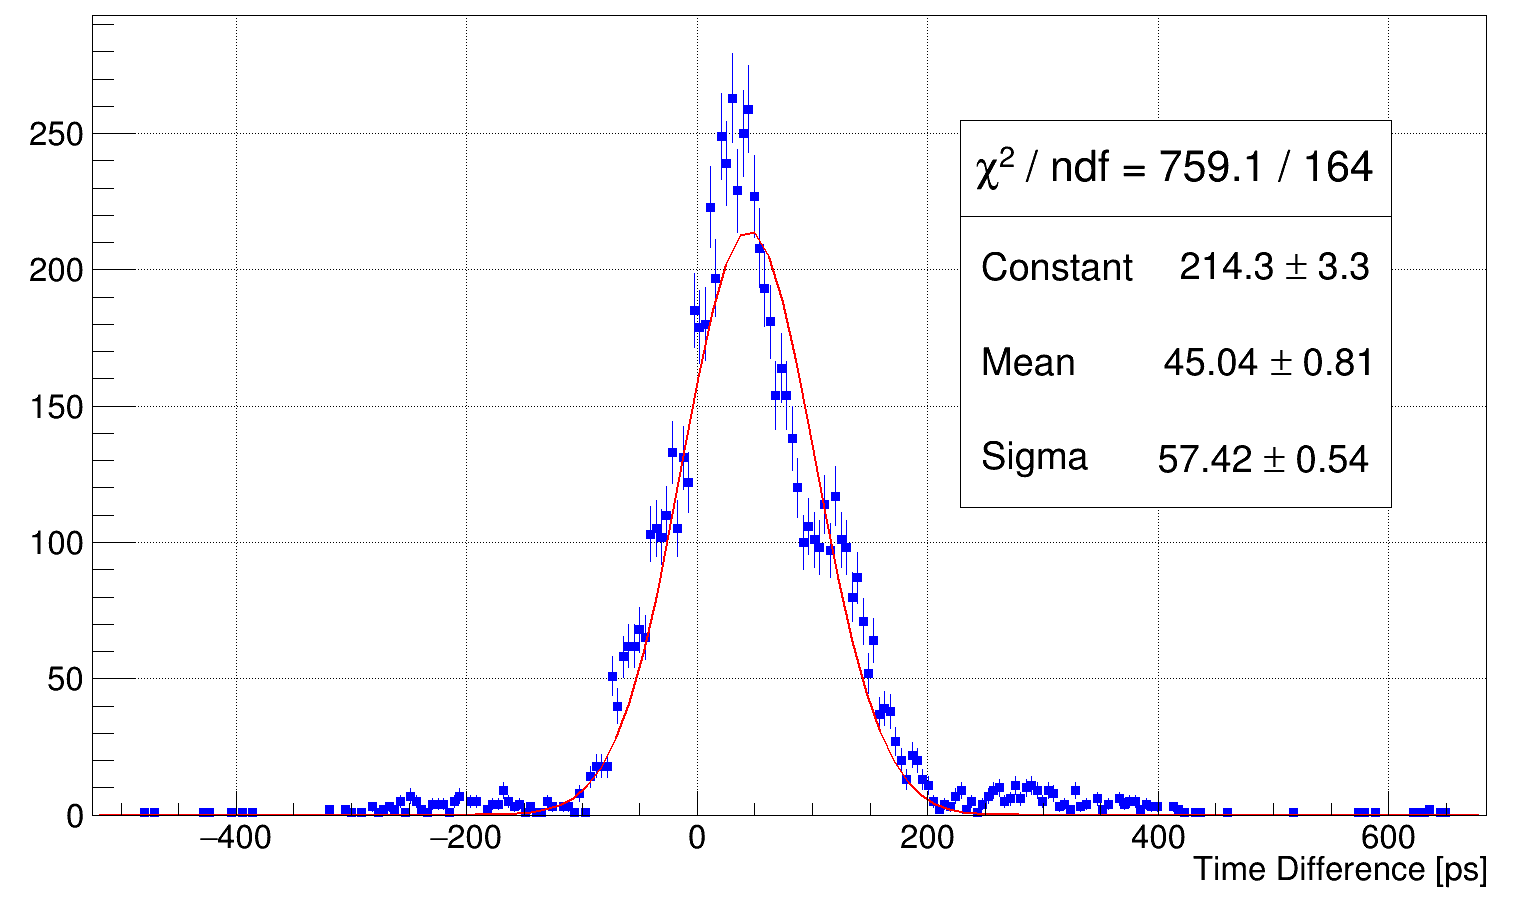 250
200
150
100
50
0
−400 −200 0 200 400 600
Time Difference [ps]
χ² / ndf = 759.1 / 164
Constant 214.3 ± 3.3
Mean 45.04 ± 0.81
Sigma 57.42 ± 0.54